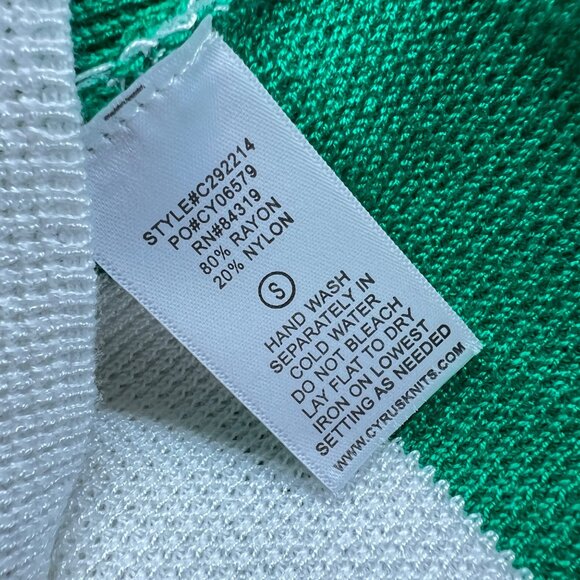 STYLE#C292214
PO#CY06579
RN#84319
80% RAYON
20% NYLON
S
HAND WASH
SEPARATELY IN
COLD WATER
DO NOT BLEACH
LAY FLAT TO DRY
IRON ON LOWEST
SETTING AS NEEDED
WWW.CYRUSKNITS.COM